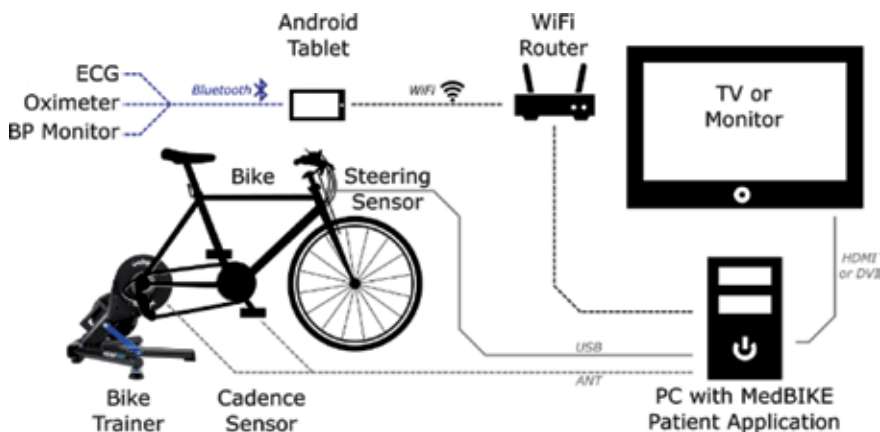 Android
Tablet
WiFi
Router
ECG
Oximeter
BP Monitor
Bluetooth
WiFi
TV or
Monitor
Bike
Steering
Sensor
HDMI
or DVI
USB
ANT
Bike
Trainer
Cadence
Sensor
PC with MedBIKE
Patient Application